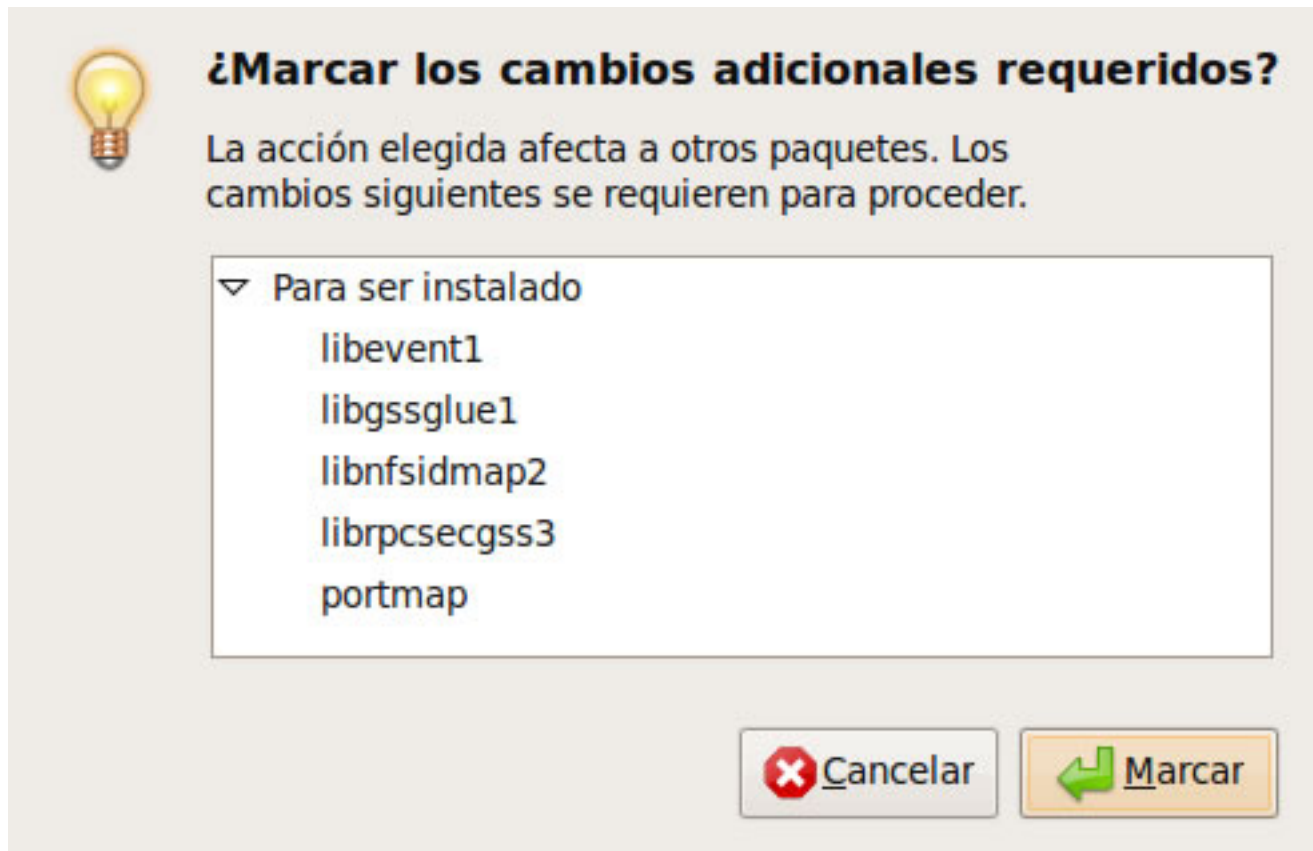 ¿Marcar los cambios adicionales requeridos?
La acción elegida afecta a otros paquetes. Los
cambios siguientes se requieren para proceder.
Para ser instalado
libevent1
libgssglue1
libnfsidmap2
librpcsecgss3
portmap
Cancelar
Marcar